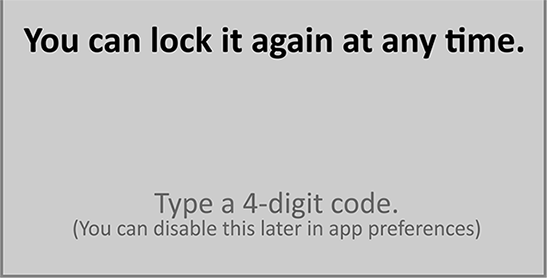 You can lock it again at any time.
Type a 4-digit code.
(You can disable this later in app preferences)